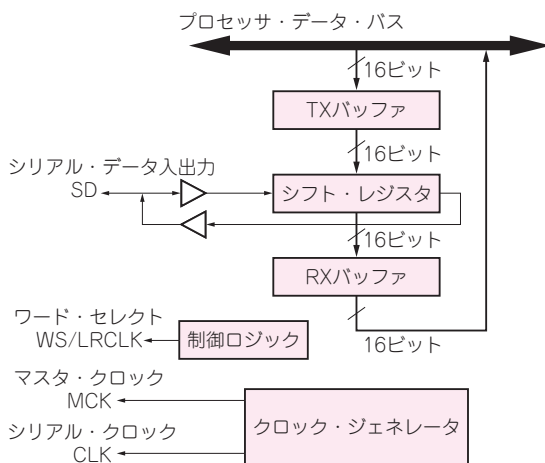 プロセッサ・データ・バス
16ビット
TXバッファ
16ビット
シリアル・データ入出力
SD
シフト・レジスタ
16ビット
RXバッファ
ワード・セレクト
WS/LRCLK
制御ロジック
16ビット
マスタ・クロック
MCK
クロック・ジェネレータ
シリアル・クロック
CLK